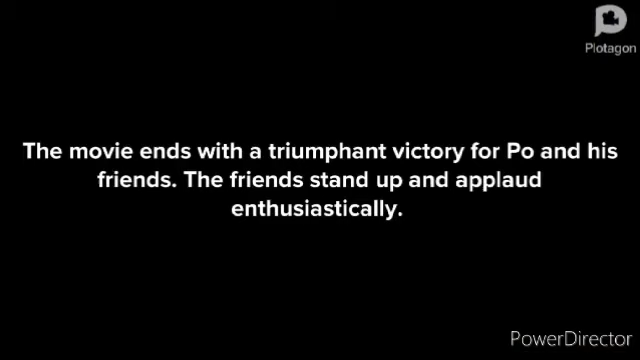 Plotagon
The movie ends with a triumphant victory for Po and his
friends. The friends stand up and applaud
enthusiastically.
PowerDirector